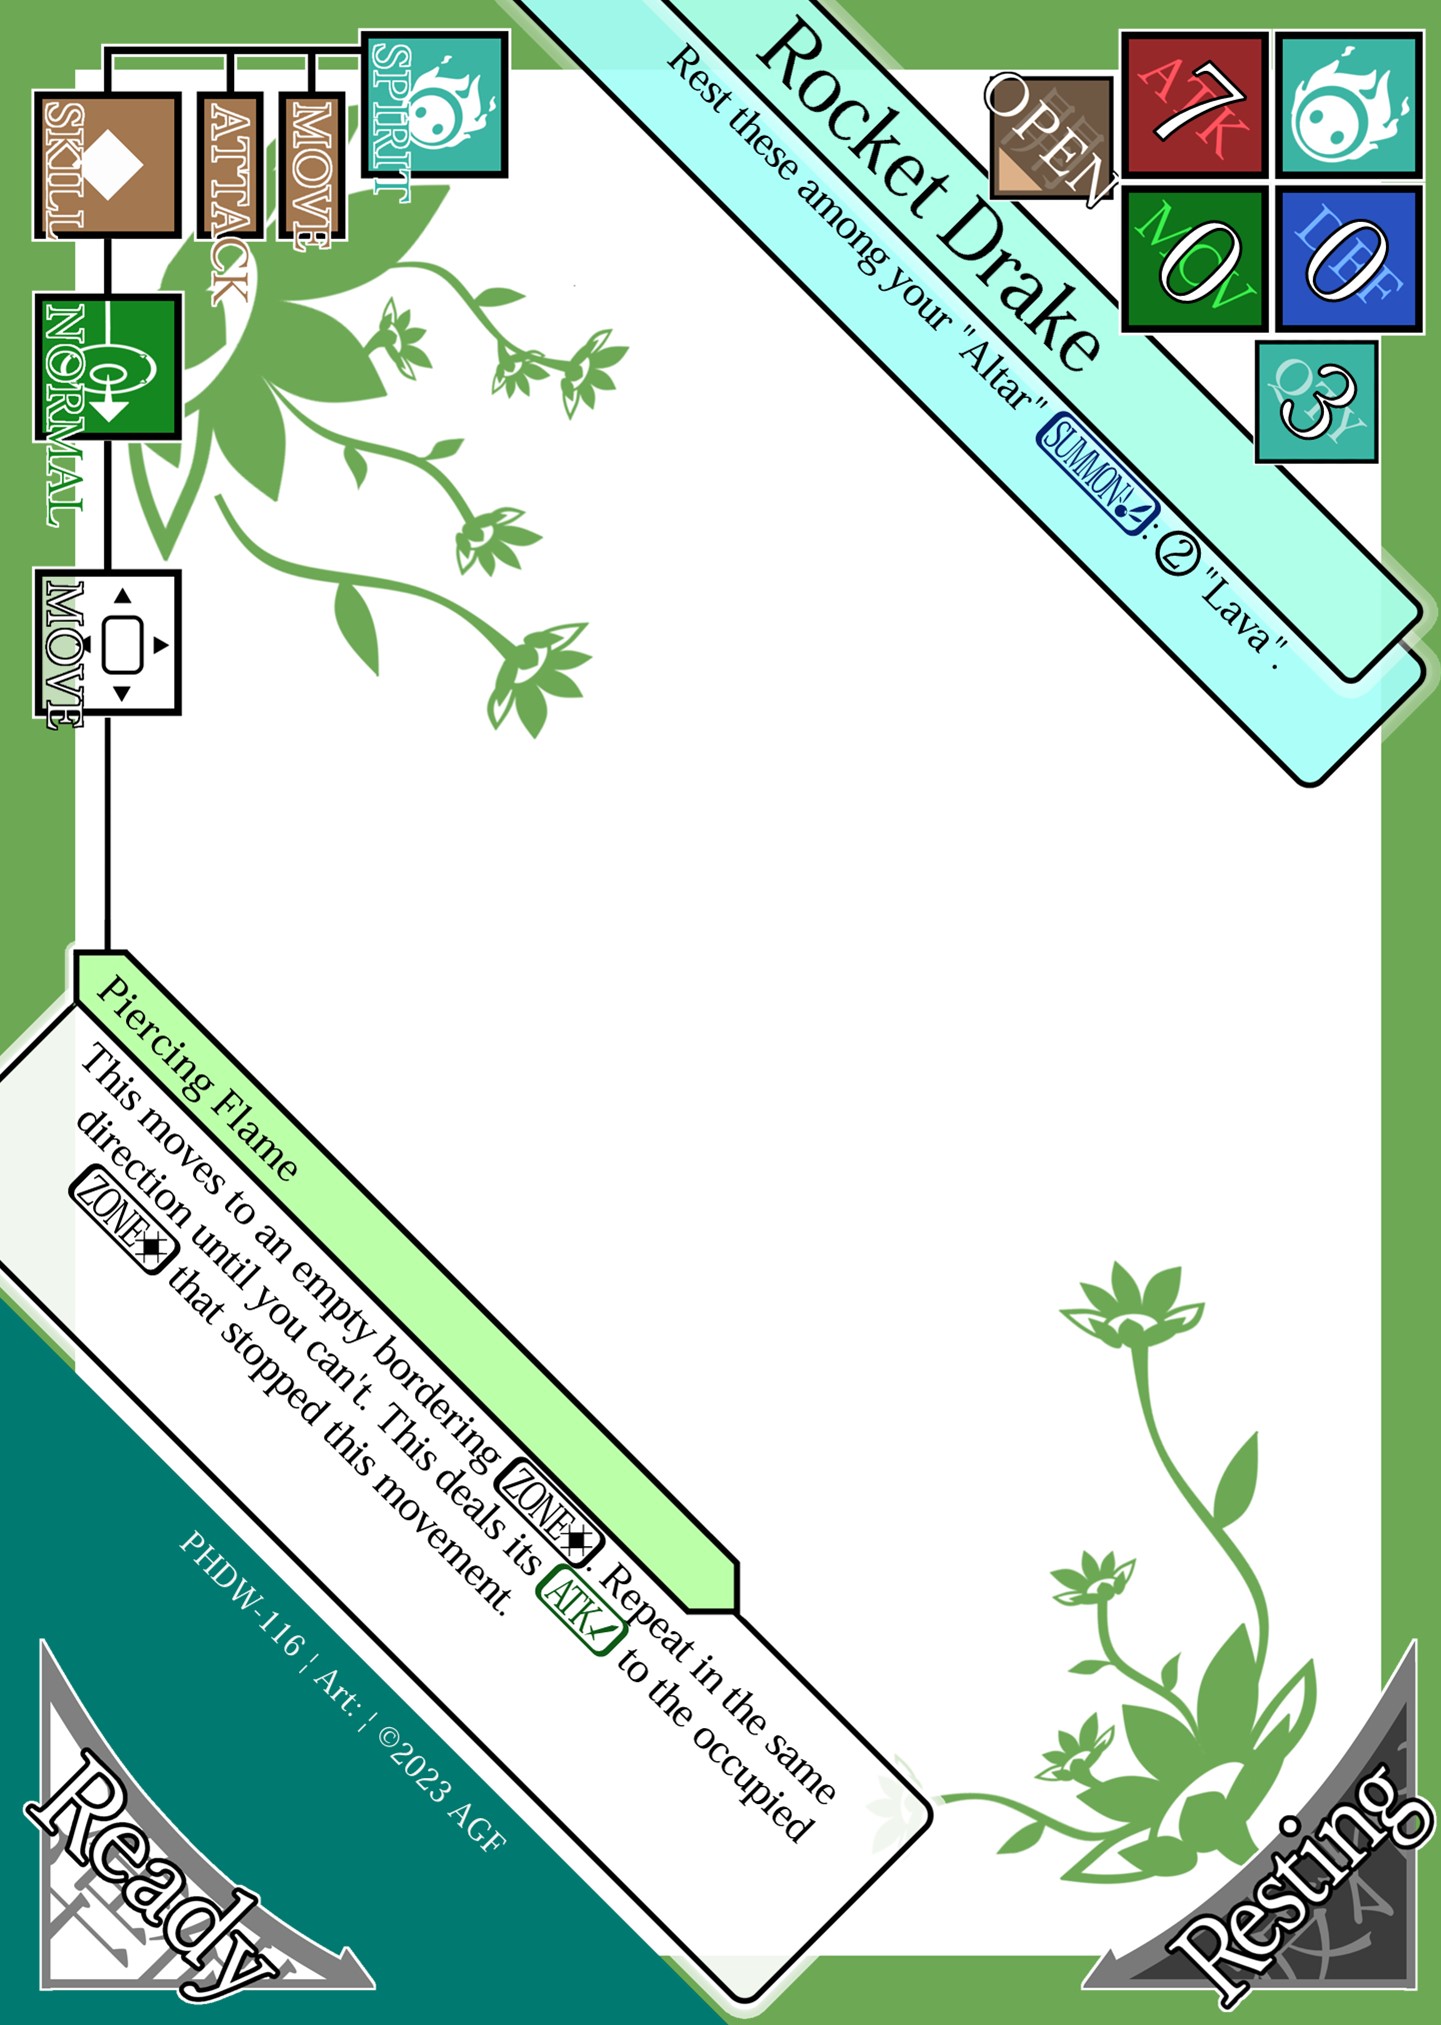 Rocket Drake
Rest these among your "Altar" SUMMON: ② "Lava".
OPEN
ATK
7
MOV
0
DEF
0
QTY
3
SPIRIT
MOVE
ATTACK
SKILL
NORMAL
MOVE
Piercing Flame
This moves to an empty bordering ZONE. Repeat in the same
direction until you can't. This deals its ATK to the occupied
ZONE that stopped this movement.
PHDW-116 ¦ Art: ¦ ©2023 AGF
Ready
Resting